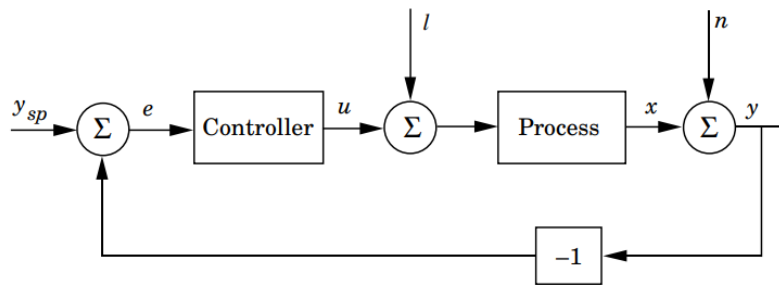 l
n
y_sp
Σ
e
Controller
u
Σ
Process
x
Σ
y
−1